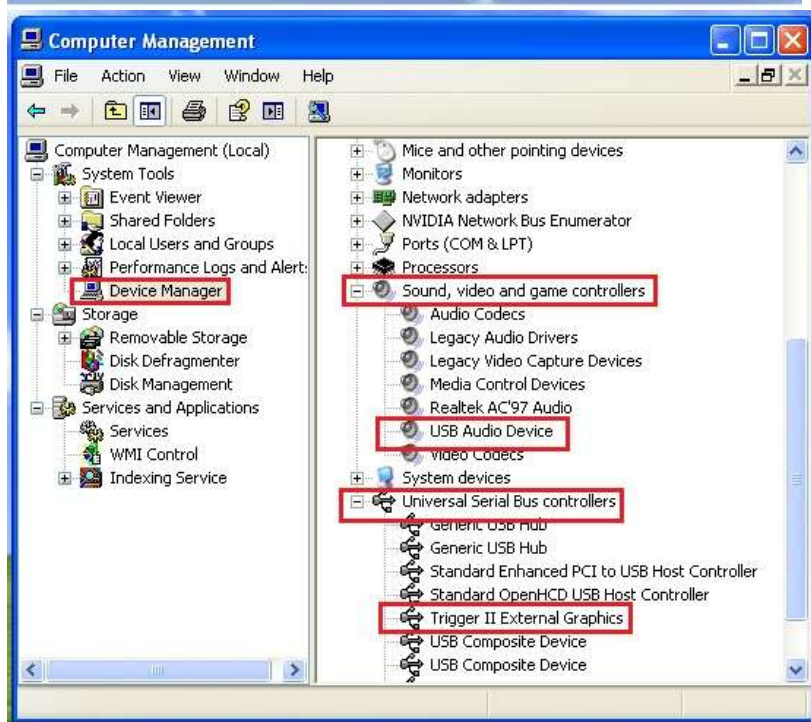 Computer Management
File Action View Window Help
Computer Management (Local)
System Tools
Event Viewer
Shared Folders
Local Users and Groups
Performance Logs and Alert:
Device Manager
Storage
Removable Storage
Disk Defragmenter
Disk Management
Services and Applications
Services
WMI Control
Indexing Service
Mice and other pointing devices
Monitors
Network adapters
NVIDIA Network Bus Enumerator
Ports (COM & LPT)
Processors
Sound, video and game controllers
Audio Codecs
Legacy Audio Drivers
Legacy Video Capture Devices
Media Control Devices
Realtek AC'97 Audio
USB Audio Device
Video Codecs
System devices
Universal Serial Bus controllers
Generic USB Hub
Generic USB Hub
Standard Enhanced PCI to USB Host Controller
Standard OpenHCD USB Host Controller
Trigger II External Graphics
USB Composite Device
USB Composite Device